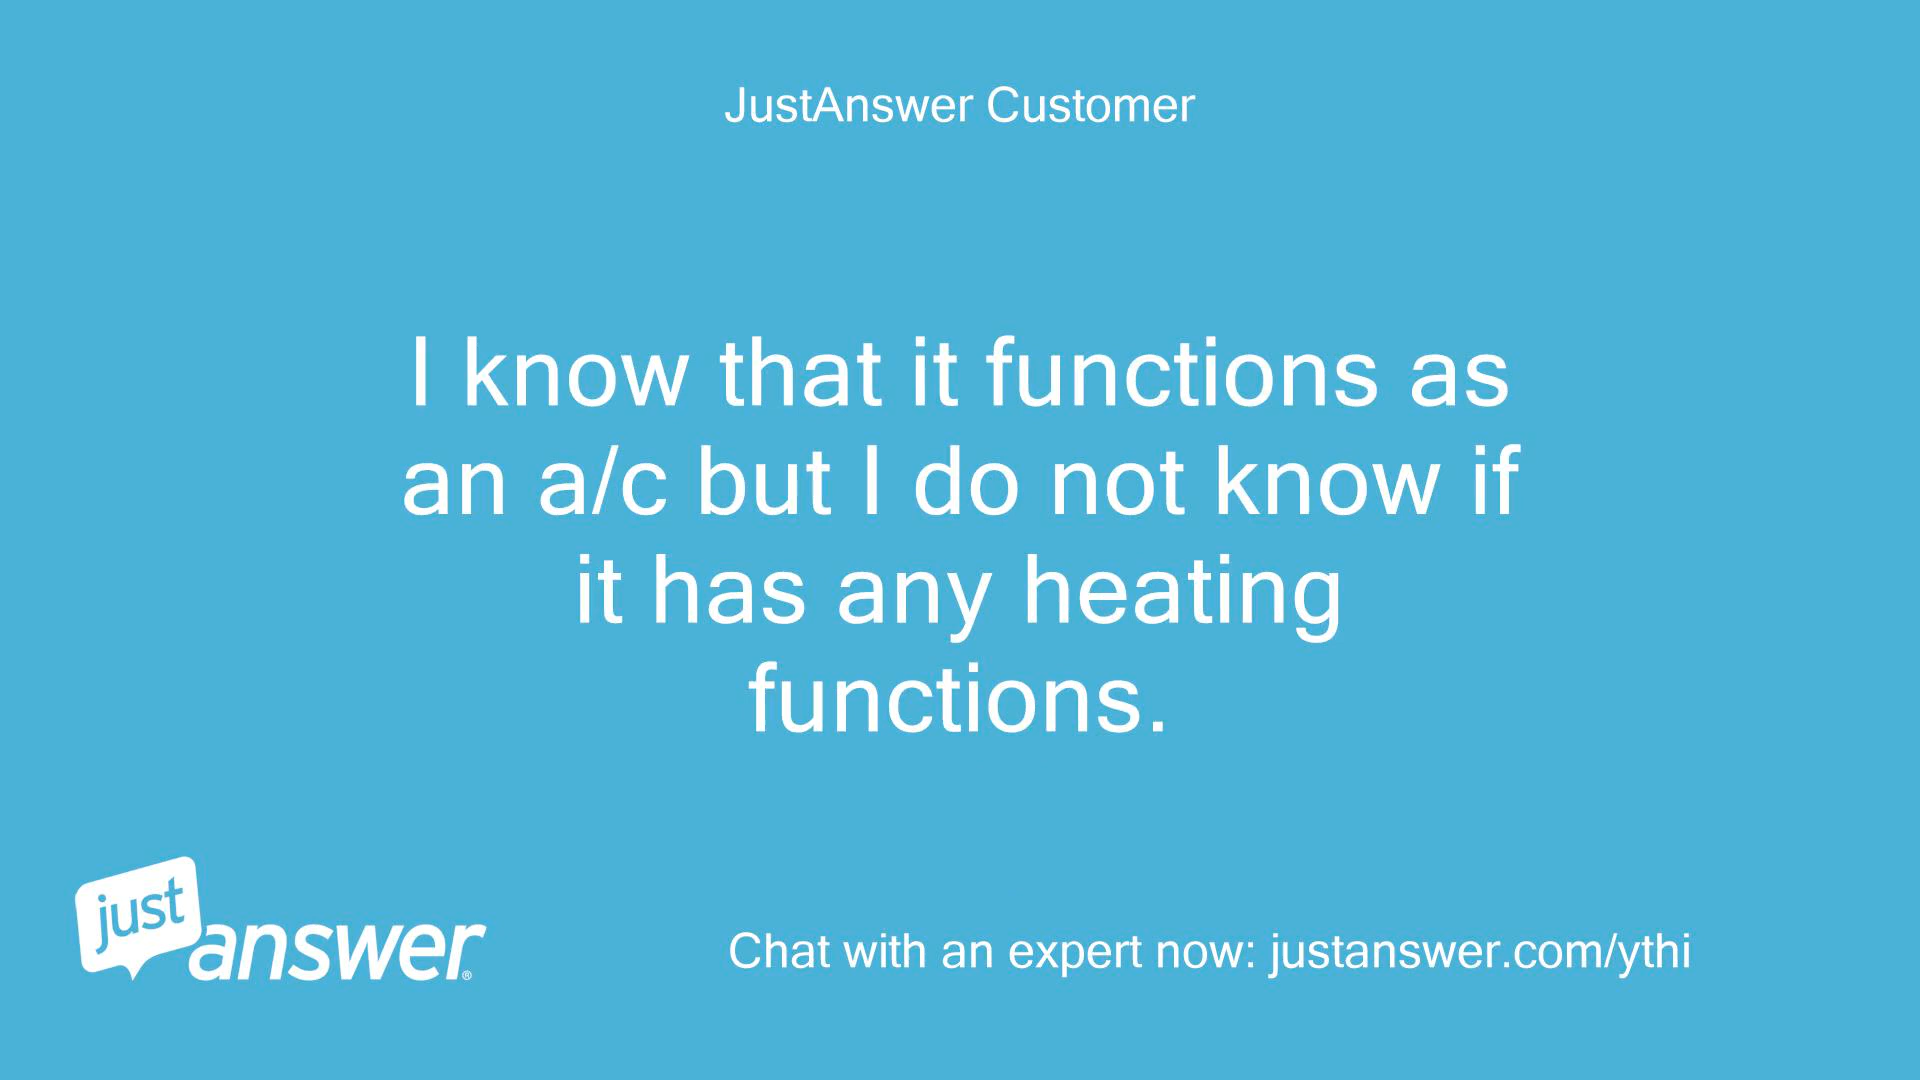 JustAnswer Customer
I know that it functions as
an a/c but I do not know if
it has any heating
functions.
just
answer®
Chat with an expert now: justanswer.com/ythi